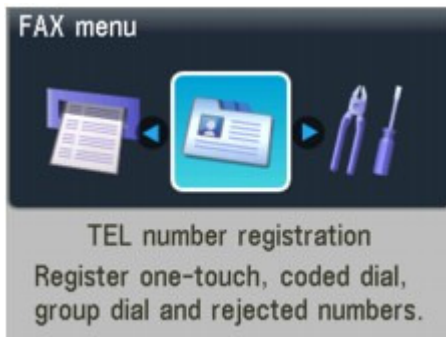 FAX menu
TEL number registration
Register one-touch, coded dial,
group dial and rejected numbers.